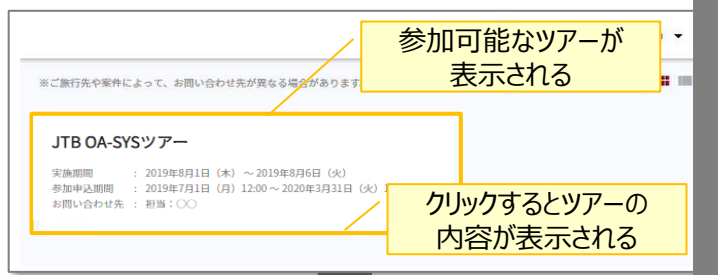 参加可能なツアーが
表示される
※ご旅行先や案件によって、お問い合わせ先が異なる場合があります
JTB OA-SYSツアー
実施期間 : 2019年8月1日（木）～2019年8月6日（火）
参加申込期間 : 2019年7月1日（月）12:00～2020年3月31日（火）
お問い合わせ先 : 担当：○○
クリックするとツアーの
内容が表示される